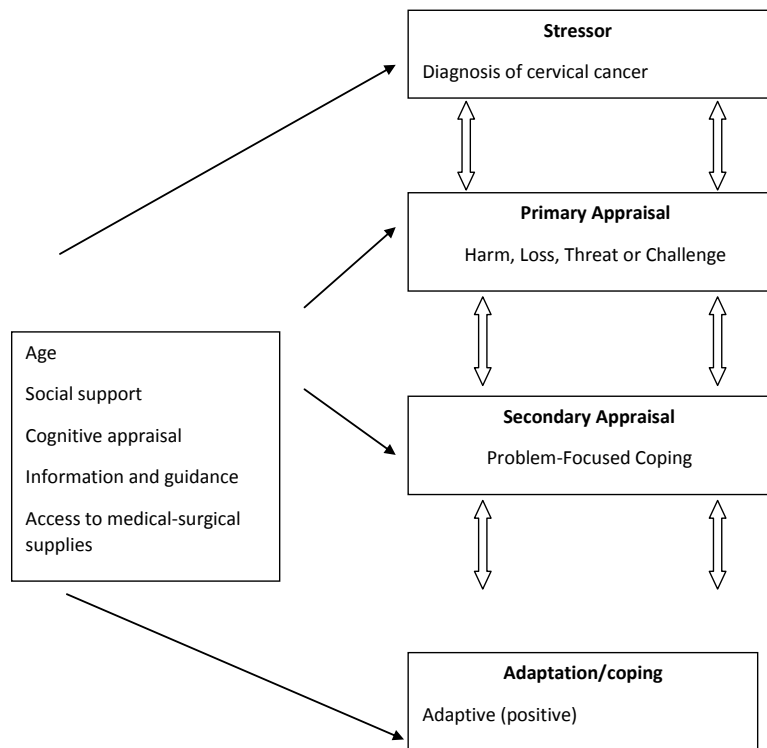 Stressor
Diagnosis of cervical cancer
Primary Appraisal
Harm, Loss, Threat or Challenge
Age
Social support
Cognitive appraisal
Information and guidance
Access to medical-surgical
supplies
Secondary Appraisal
Problem-Focused Coping
Adaptation/coping
Adaptive (positive)